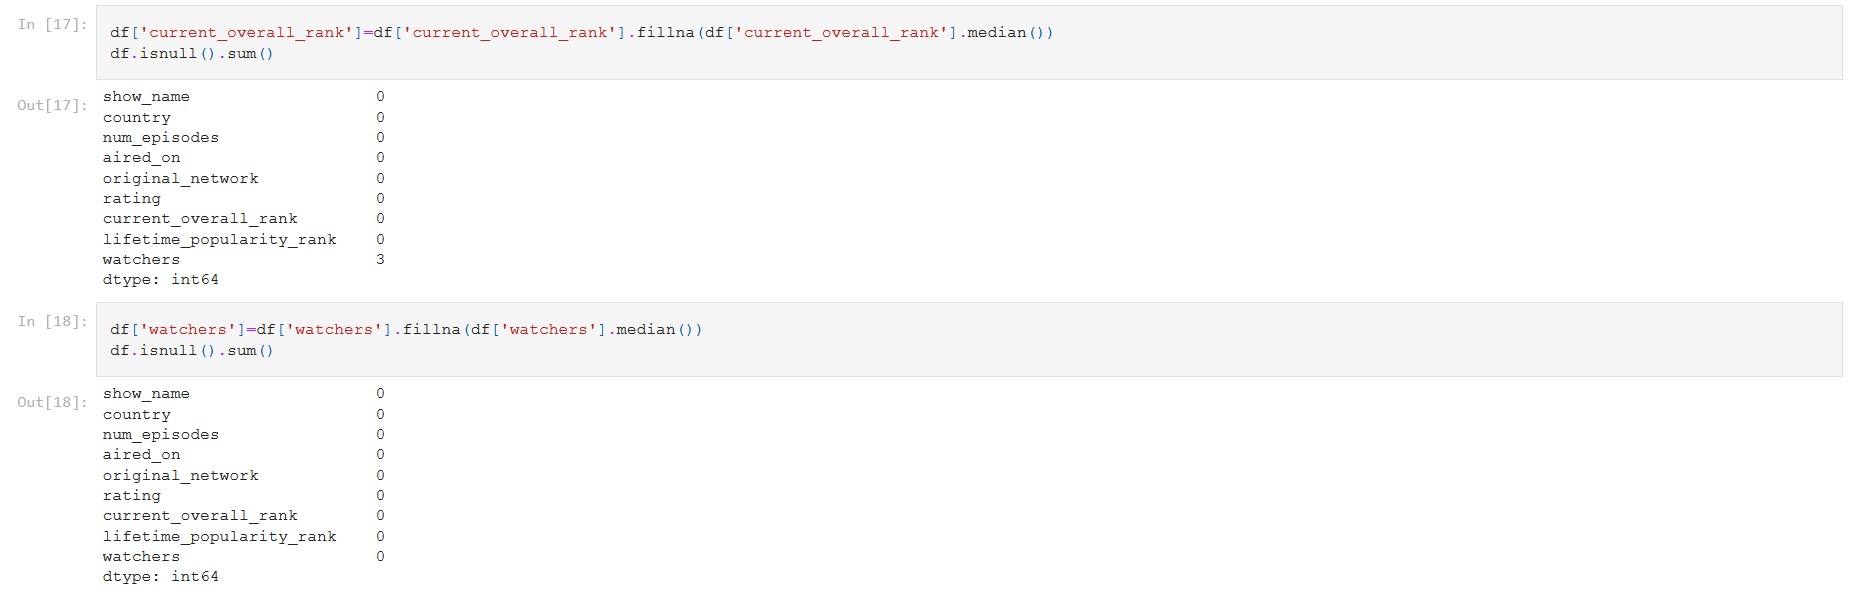 In [17]:
df['current_overall_rank']=df['current_overall_rank'].fillna(df['current_overall_rank'].median())
df.isnull().sum()
Out[17]:
show_name 0
country 0
num_episodes 0
aired_on 0
original_network 0
rating 0
current_overall_rank 0
lifetime_popularity_rank 0
watchers 3
dtype: int64
In [18]:
df['watchers']=df['watchers'].fillna(df['watchers'].median())
df.isnull().sum()
Out[18]:
show_name 0
country 0
num_episodes 0
aired_on 0
original_network 0
rating 0
current_overall_rank 0
lifetime_popularity_rank 0
watchers 0
dtype: int64